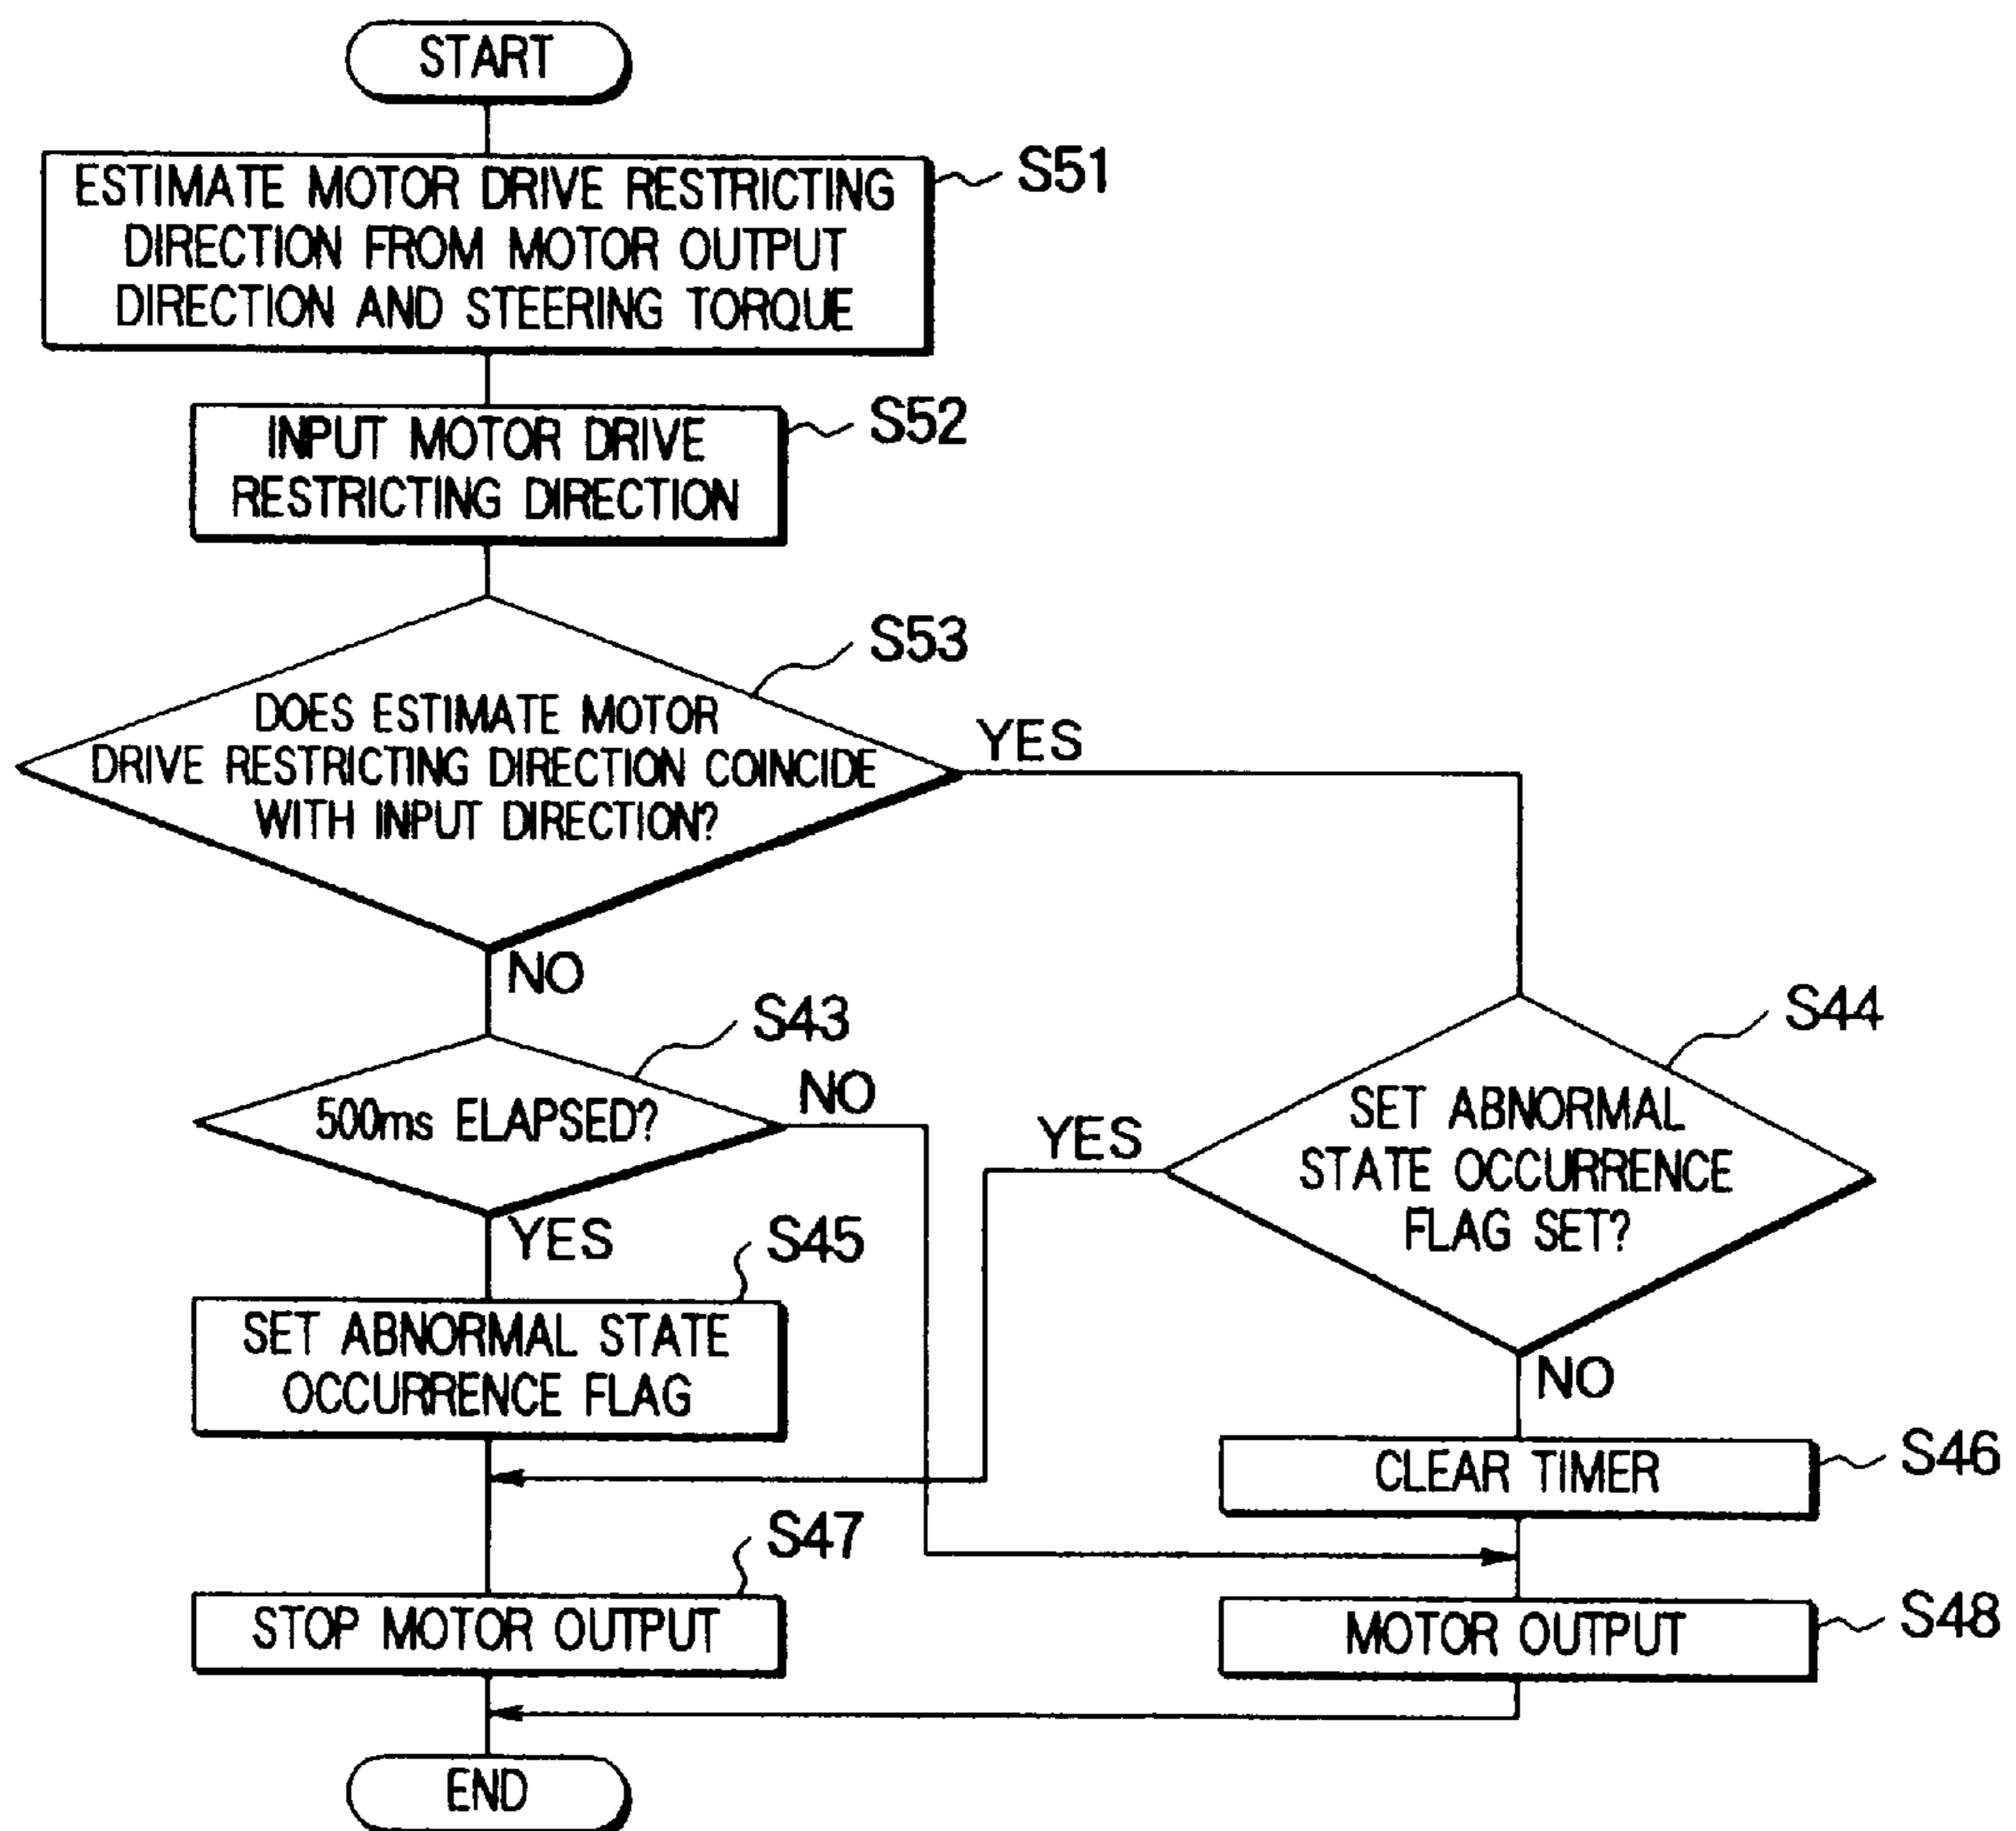 START
ESTIMATE MOTOR DRIVE RESTRICTING
DIRECTION FROM MOTOR OUTPUT
DIRECTION AND STEERING TORQUE
S51
INPUT MOTOR DRIVE
RESTRICTING DIRECTION
S52
S53
DOES ESTIMATE MOTOR
DRIVE RESTRICTING DIRECTION COINCIDE
WITH INPUT DIRECTION?
YES
NO
S43
500ms ELAPSED?
NO
YES
S44
SET ABNORMAL
STATE OCCURRENCE
FLAG SET?
YES
NO
S45
SET ABNORMAL STATE
OCCURRENCE FLAG
CLEAR TIMER
S46
S47
STOP MOTOR OUTPUT
MOTOR OUTPUT
S48
END